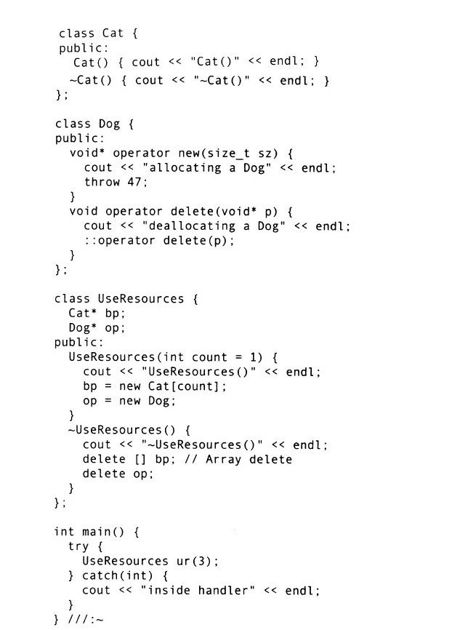 class Cat {
public:
  Cat() { cout << "Cat()" << endl; }
  ~Cat() { cout << "~Cat()" << endl; }
};

class Dog {
public:
  void* operator new(size_t sz) {
    cout << "allocating a Dog" << endl;
    throw 47;
  }
  void operator delete(void* p) {
    cout << "deallocating a Dog" << endl;
    ::operator delete(p);
  }
};

class UseResources {
  Cat* bp;
  Dog* op;
public:
  UseResources(int count = 1) {
    cout << "UseResources()" << endl;
    bp = new Cat[count];
    op = new Dog;
  }
  ~UseResources() {
    cout << "~UseResources()" << endl;
    delete [] bp; // Array delete
    delete op;
  }
};

int main() {
  try {
    UseResources ur(3);
  } catch(int) {
    cout << "inside handler" << endl;
  }
} ///:~